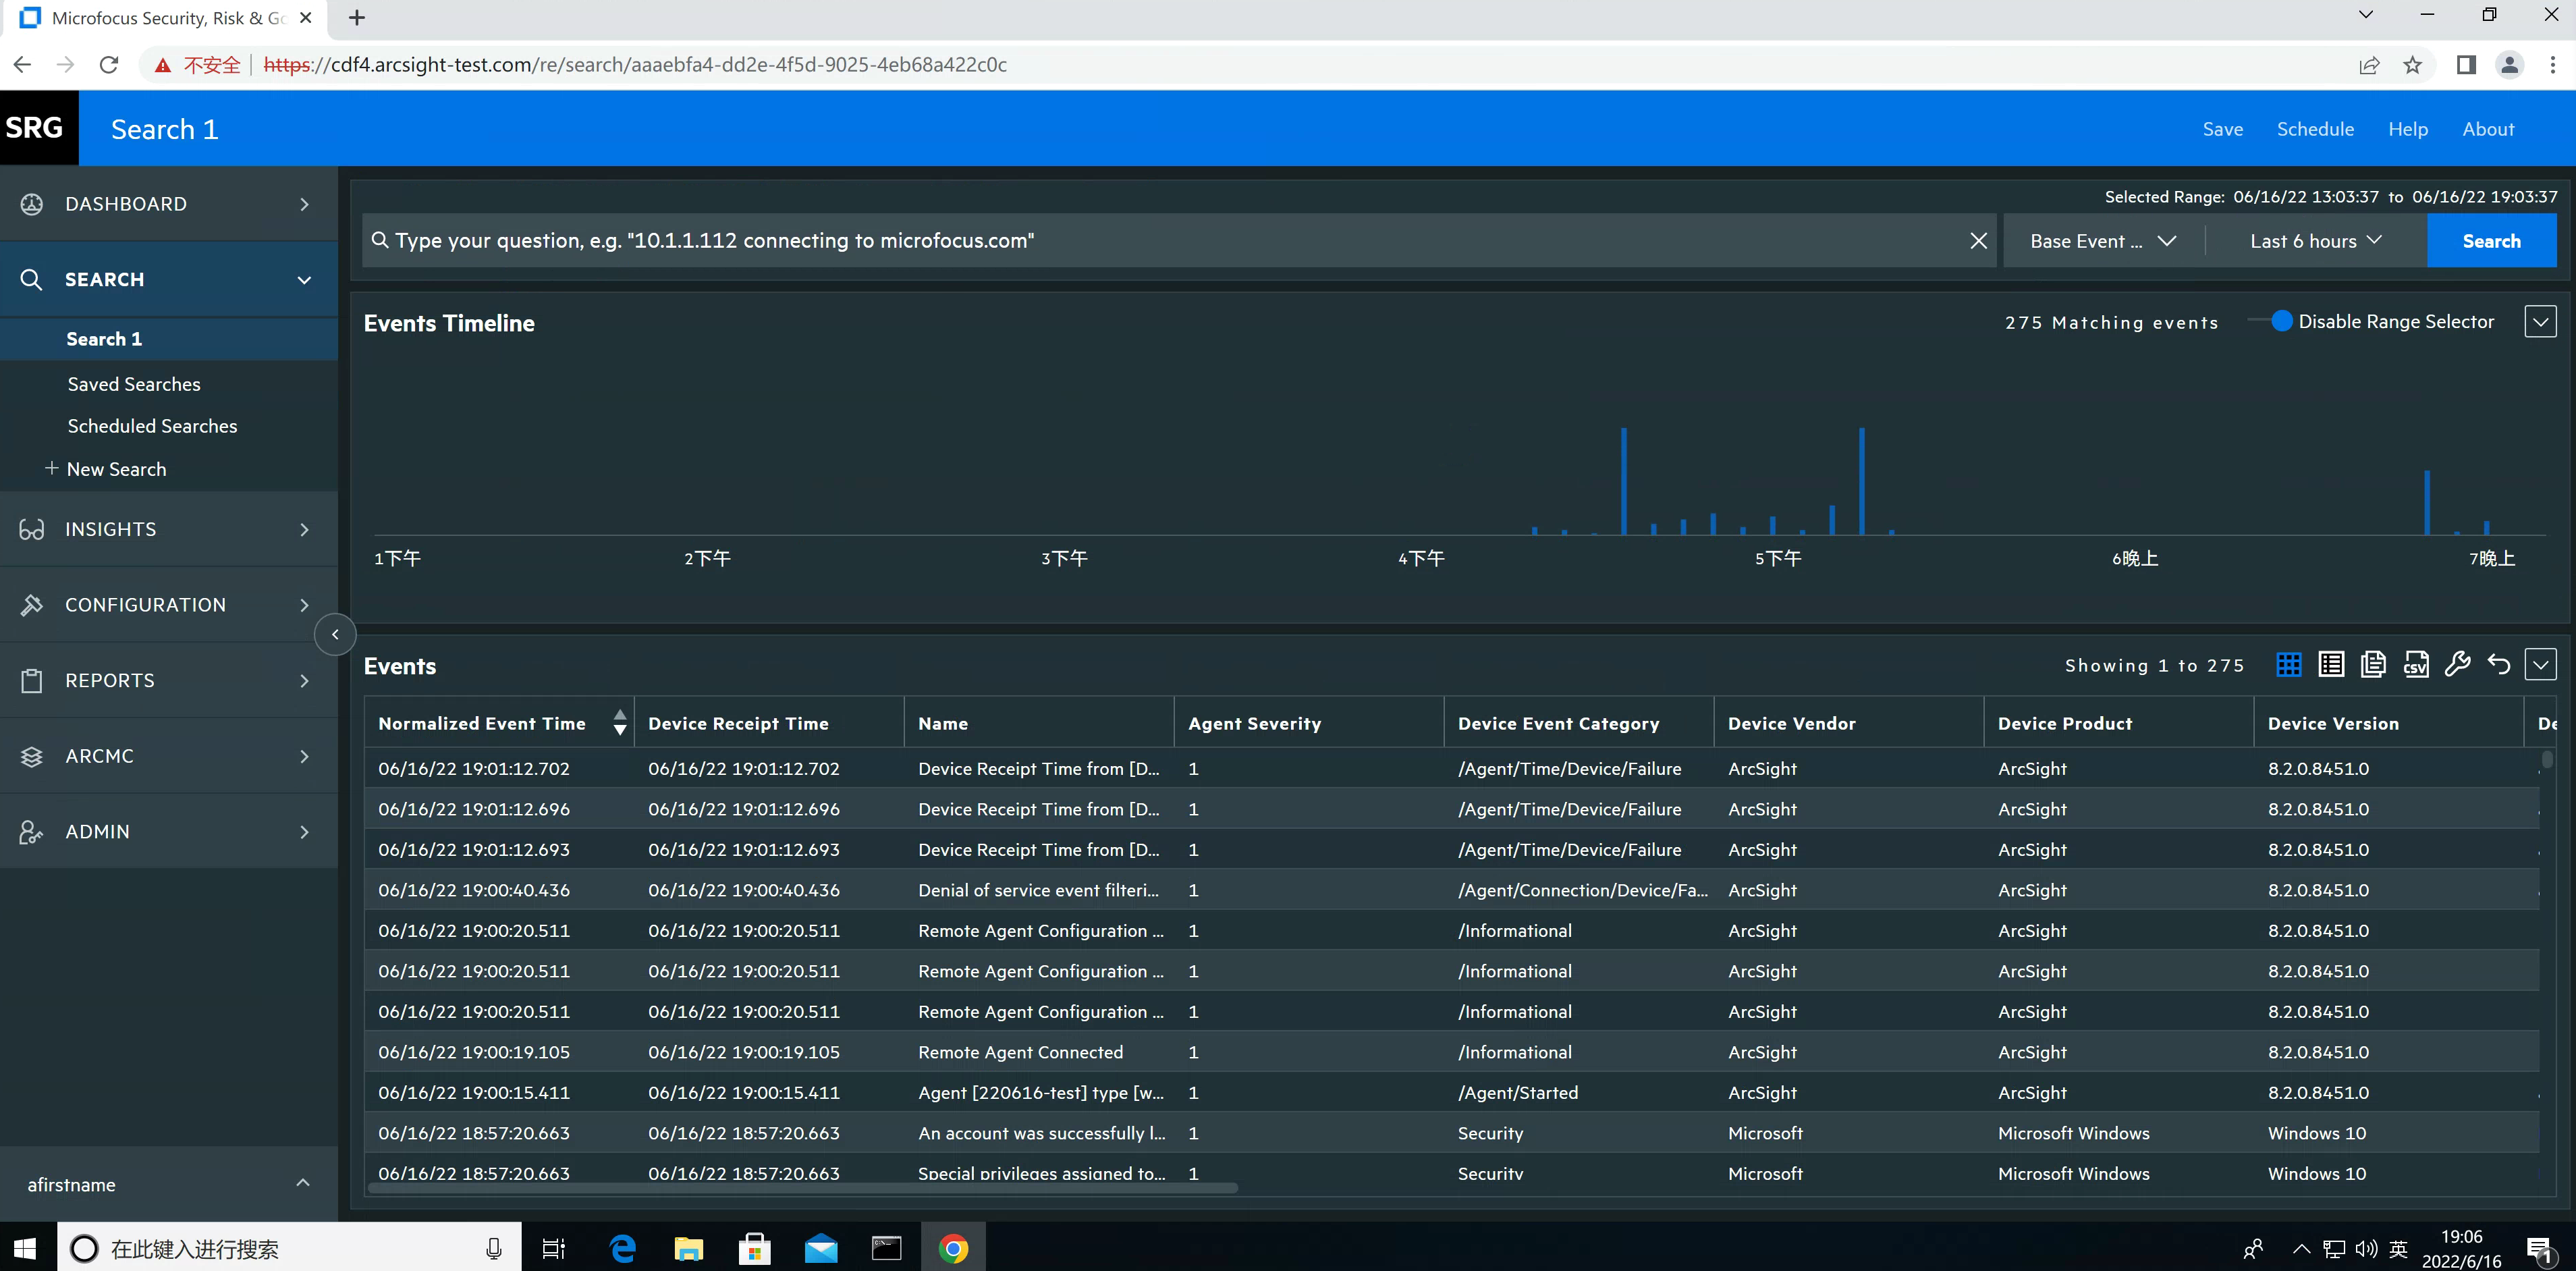 Microfocus Security, Risk & Go
不安全 https://cdf4.arcsight-test.com/re/search/aaaebfa4-dd2e-4f5d-9025-4eb68a422c0c
SRG Search 1 Save Schedule Help About
DASHBOARD
SEARCH
Search 1
Saved Searches
Scheduled Searches
+ New Search
INSIGHTS
CONFIGURATION
REPORTS
ARCMC
ADMIN
afirstname
Selected Range: 06/16/22 13:03:37 to 06/16/22 19:03:37
Type your question, e.g. "10.1.1.112 connecting to microfocus.com" Base Event ... Last 6 hours Search
Events Timeline 275 Matching events Disable Range Selector
1下午 2下午 3下午 4下午 5下午 6晚上 7晚上
Events Showing 1 to 275 CSV
Normalized Event Time Device Receipt Time Name Agent Severity Device Event Category Device Vendor Device Product Device Version De
06/16/22 19:01:12.702 06/16/22 19:01:12.702 Device Receipt Time from [D... 1 /Agent/Time/Device/Failure ArcSight ArcSight 8.2.0.8451.0
06/16/22 19:01:12.696 06/16/22 19:01:12.696 Device Receipt Time from [D... 1 /Agent/Time/Device/Failure ArcSight ArcSight 8.2.0.8451.0
06/16/22 19:01:12.693 06/16/22 19:01:12.693 Device Receipt Time from [D... 1 /Agent/Time/Device/Failure ArcSight ArcSight 8.2.0.8451.0
06/16/22 19:00:40.436 06/16/22 19:00:40.436 Denial of service event filteri... 1 /Agent/Connection/Device/Fa... ArcSight ArcSight 8.2.0.8451.0
06/16/22 19:00:20.511 06/16/22 19:00:20.511 Remote Agent Configuration ... 1 /Informational ArcSight ArcSight 8.2.0.8451.0
06/16/22 19:00:20.511 06/16/22 19:00:20.511 Remote Agent Configuration ... 1 /Informational ArcSight ArcSight 8.2.0.8451.0
06/16/22 19:00:20.511 06/16/22 19:00:20.511 Remote Agent Configuration ... 1 /Informational ArcSight ArcSight 8.2.0.8451.0
06/16/22 19:00:19.105 06/16/22 19:00:19.105 Remote Agent Connected 1 /Informational ArcSight ArcSight 8.2.0.8451.0
06/16/22 19:00:15.411 06/16/22 19:00:15.411 Agent [220616-test] type [w... 1 /Agent/Started ArcSight ArcSight 8.2.0.8451.0
06/16/22 18:57:20.663 06/16/22 18:57:20.663 An account was successfully l... 1 Security Microsoft Microsoft Windows Windows 10
06/16/22 18:57:20.663 06/16/22 18:57:20.663 Special privileges assigned to... 1 Security Microsoft Microsoft Windows Windows 10
在此键入进行搜索 英 19:06
2022/6/16 1